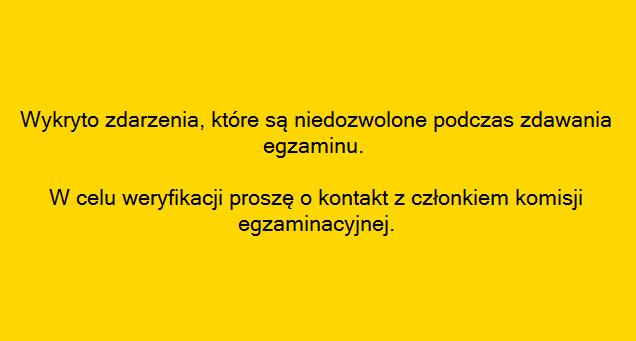 Wykryto zdarzenia, które są niedozwolone podczas zdawania
egzaminu.
W celu weryfikacji proszę o kontakt z członkiem komisji
egzaminacyjnej.